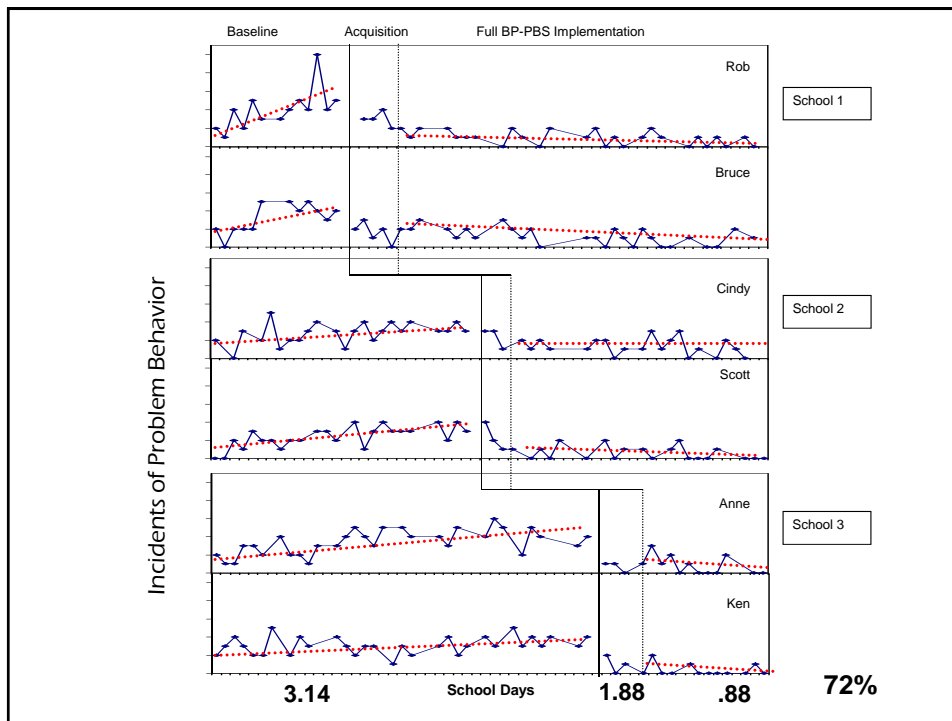 Baseline Acquisition Full BP-PBS Implementation
Rob
School 1
Bruce
Cindy
School 2
Scott
Anne
School 3
Ken
Incidents of Problem Behavior
School Days
3.14 1.88 .88 72%